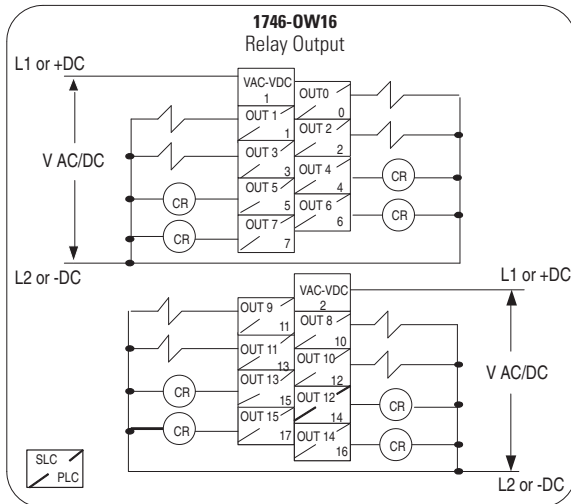 1746-OW16
Relay Output
L1 or +DC
VAC-VDC
1
OUT0
0
OUT 1
1
OUT 2
2
OUT 3
3
V AC/DC
OUT 4
4
CR
OUT 5
5
CR
OUT 6
6
CR
OUT 7
7
CR
L2 or -DC
L1 or +DC
VAC-VDC
2
OUT 9
11
OUT 8
10
OUT 11
13
OUT 10
12
V AC/DC
OUT 13
15
CR
OUT 12
14
CR
OUT 15
17
CR
OUT 14
16
CR
SLC
PLC
L2 or -DC